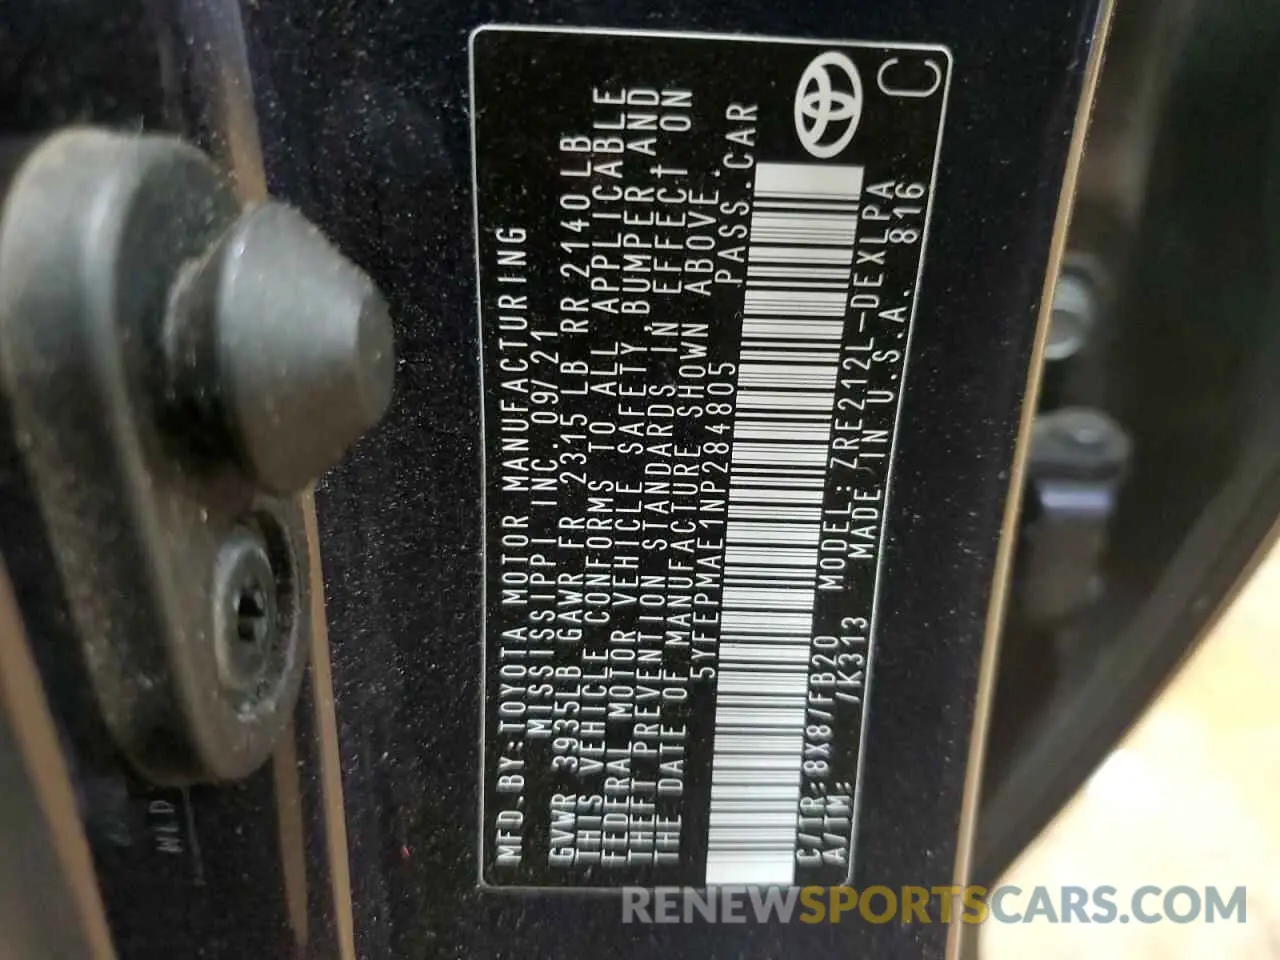 MFD.BY:TOYOTA MOTOR MANUFACTURING
MISSISSIPPI INC. 09/21
GVWR 3935LB GAWR FR 2315 LB RR 2140 LB
THIS VEHICLE CONFORMS TO ALL APPLICABLE
FEDERAL MOTOR VEHICLE SAFETY, BUMPER, AND
THEFT PREVENTION STANDARDS IN EFFECT ON
THE DATE OF MANUFACTURE SHOWN ABOVE.
5YFEPMAE1NP284805 PASS.CAR
C/TR:8X8/FB20 MODEL:ZRE212L-DEXLPA
A/TM: /K313 MADE IN U.S.A. 816
C
RENEWSPORTSCARS.COM